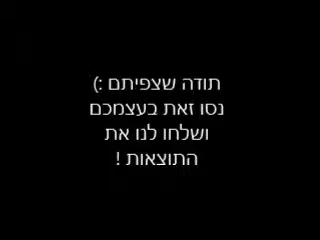 תודה שצפיתם :)
נסו זאת בעצמכם
ושלחו לנו את
התוצאות !